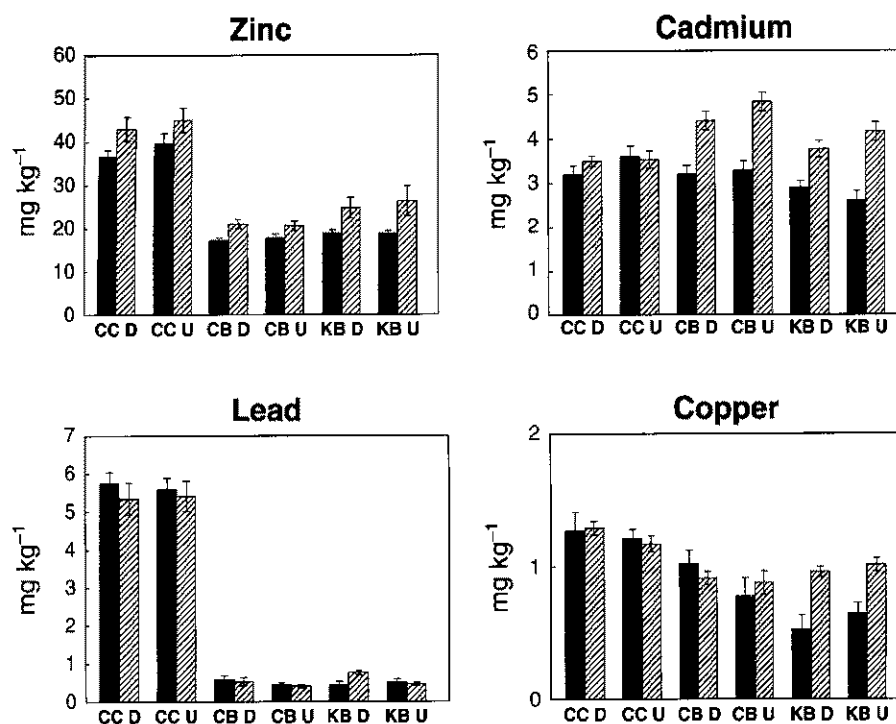 Zinc
mg kg⁻¹
60
50
40
30
20
10
0
CC D CC U CB D CB U KB D KB U
Cadmium
mg kg⁻¹
6
5
4
3
2
1
0
CC D CC U CB D CB U KB D KB U
Lead
mg kg⁻¹
7
6
5
4
3
2
1
0
CC D CC U CB D CB U KB D KB U
Copper
mg kg⁻¹
2
1
0
CC D CC U CB D CB U KB D KB U